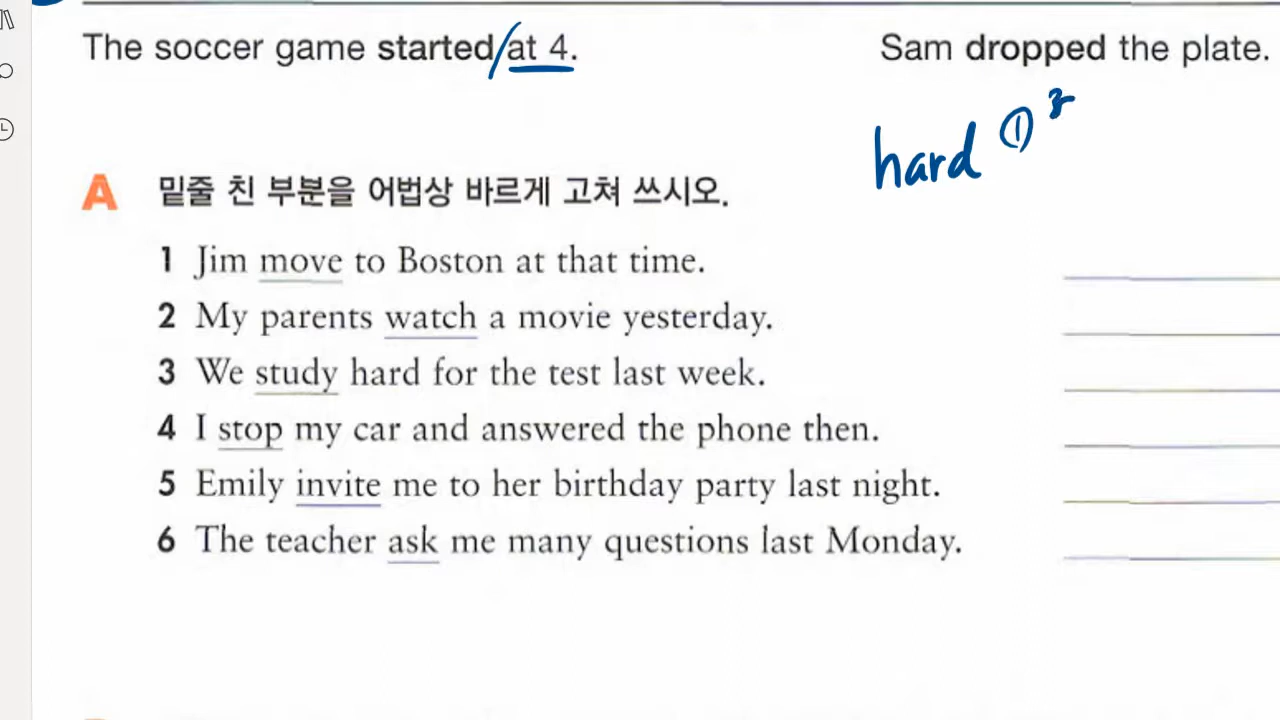 The soccer game started/at 4. Sam dropped the plate.
hard ①
A 밑줄 친 부분을 어법상 바르게 고쳐 쓰시오.
1 Jim move to Boston at that time.
2 My parents watch a movie yesterday.
3 We study hard for the test last week.
4 I stop my car and answered the phone then.
5 Emily invite me to her birthday party last night.
6 The teacher ask me many questions last Monday.